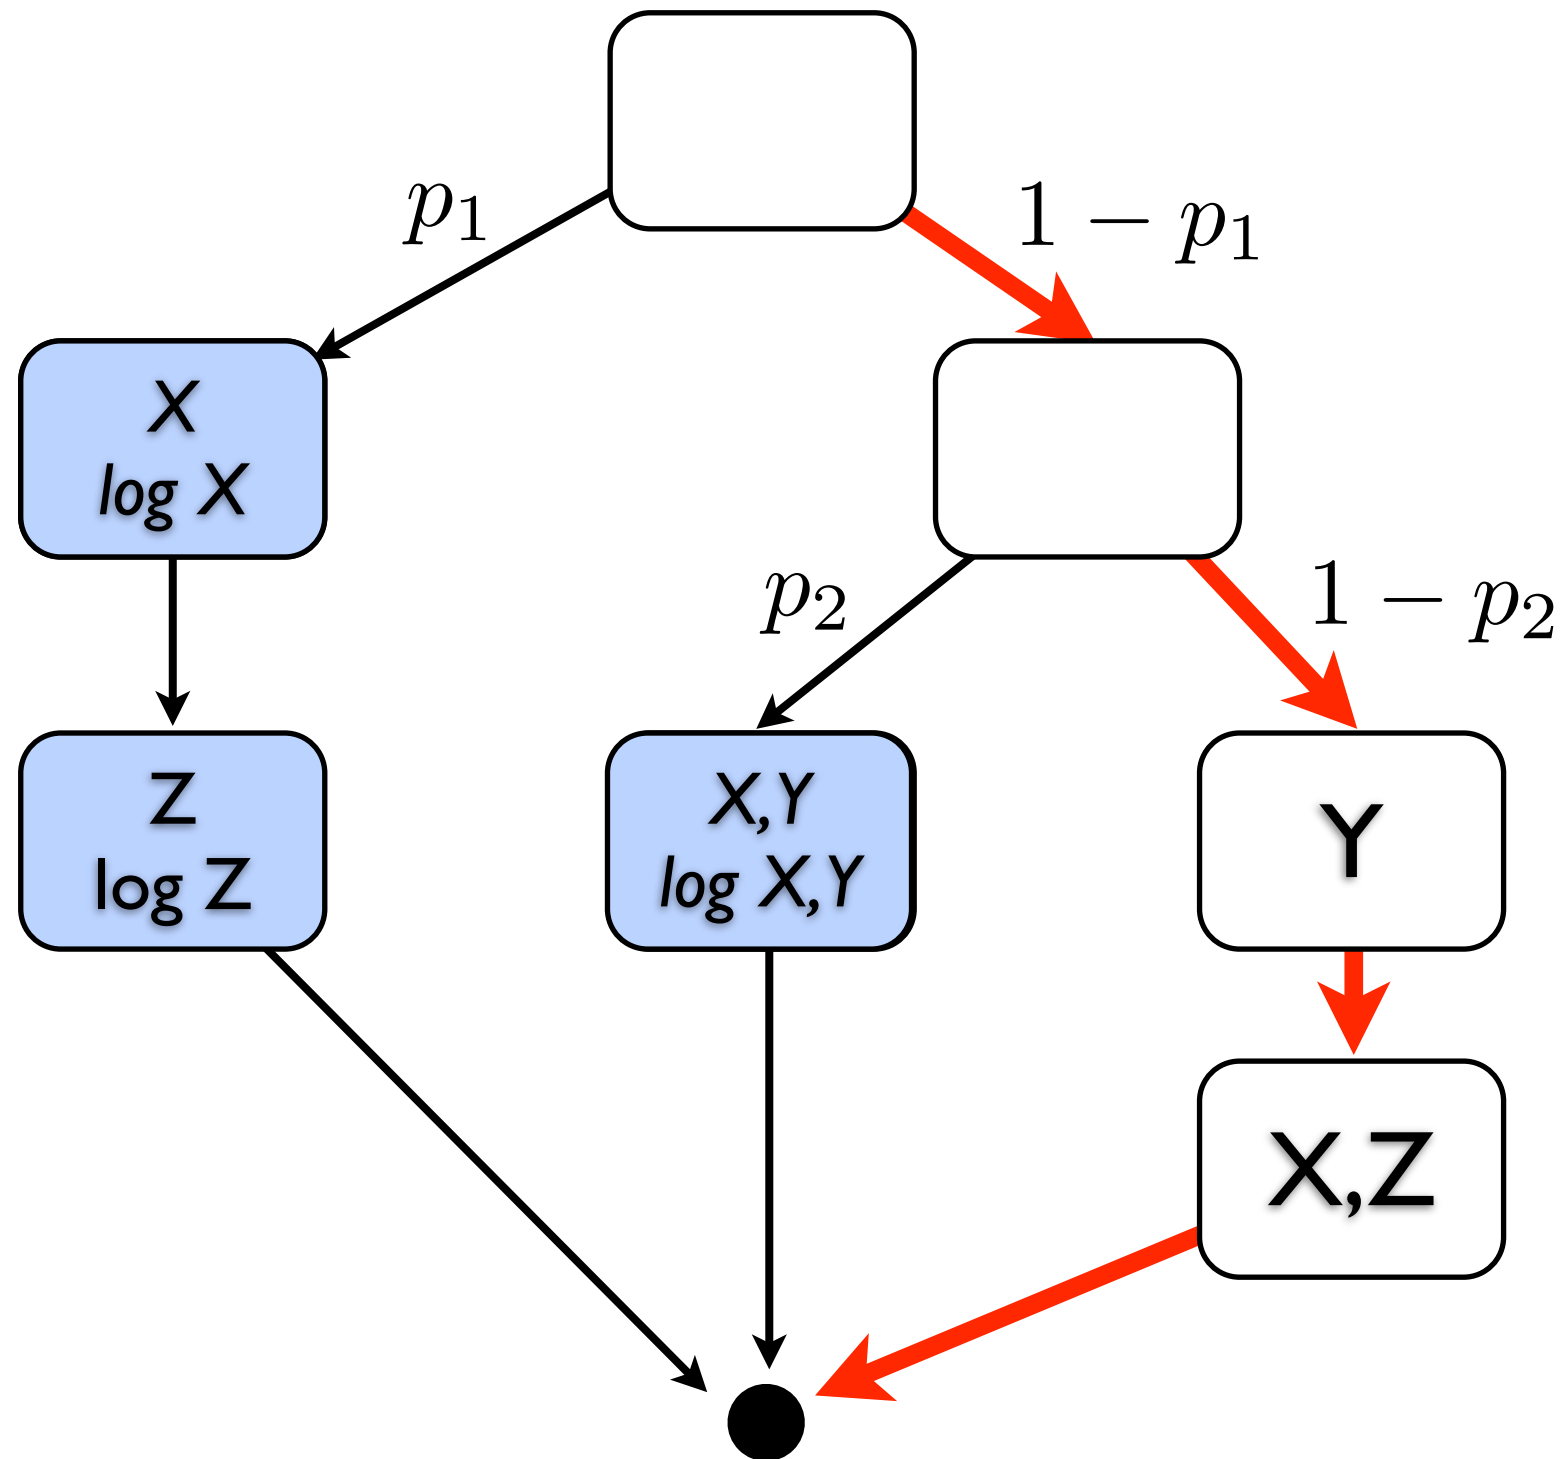 p₁
1 − p₁
X
log X
p₂
1 − p₂
Z
log Z
X,Y
log X,Y
Y
X,Z